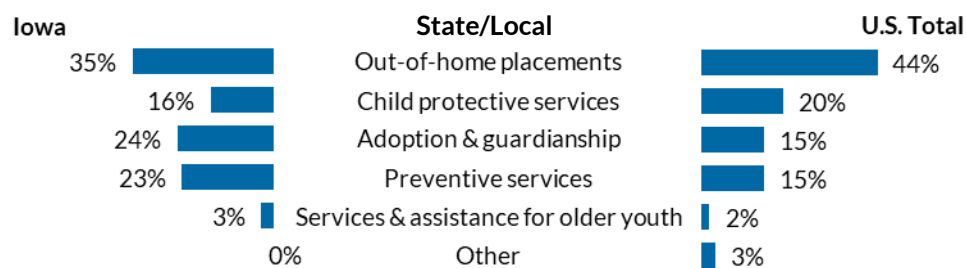 Iowa State/Local U.S. Total
35% Out-of-home placements 44%
16% Child protective services 20%
24% Adoption & guardianship 15%
23% Preventive services 15%
3% Services & assistance for older youth 2%
0% Other 3%